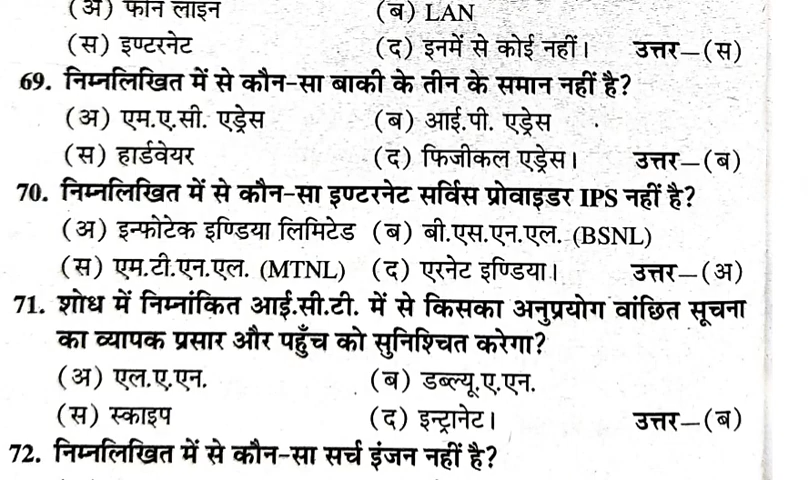 (अ) फोन लाइन (ब) LAN
(स) इण्टरनेट (द) इनमें से कोई नहीं। उत्तर–(स)
69. निम्नलिखित में से कौन-सा बाकी के तीन के समान नहीं है?
(अ) एम.ए.सी. एड्रेस (ब) आई.पी. एड्रेस
(स) हार्डवेयर (द) फिजीकल एड्रेस। उत्तर–(ब)
70. निम्नलिखित में से कौन-सा इण्टरनेट सर्विस प्रोवाइडर IPS नहीं है?
(अ) इन्फोटेक इण्डिया लिमिटेड (ब) बी.एस.एन.एल. (BSNL)
(स) एम.टी.एन.एल. (MTNL) (द) एरनेट इण्डिया। उत्तर–(अ)
71. शोध में निम्नांकित आई.सी.टी. में से किसका अनुप्रयोग वांछित सूचना
का व्यापक प्रसार और पहुँच को सुनिश्चित करेगा?
(अ) एल.ए.एन. (ब) डब्ल्यू.ए.एन.
(स) स्काइप (द) इन्ट्रानेट। उत्तर–(ब)
72. निम्नलिखित में से कौन-सा सर्च इंजन नहीं है?